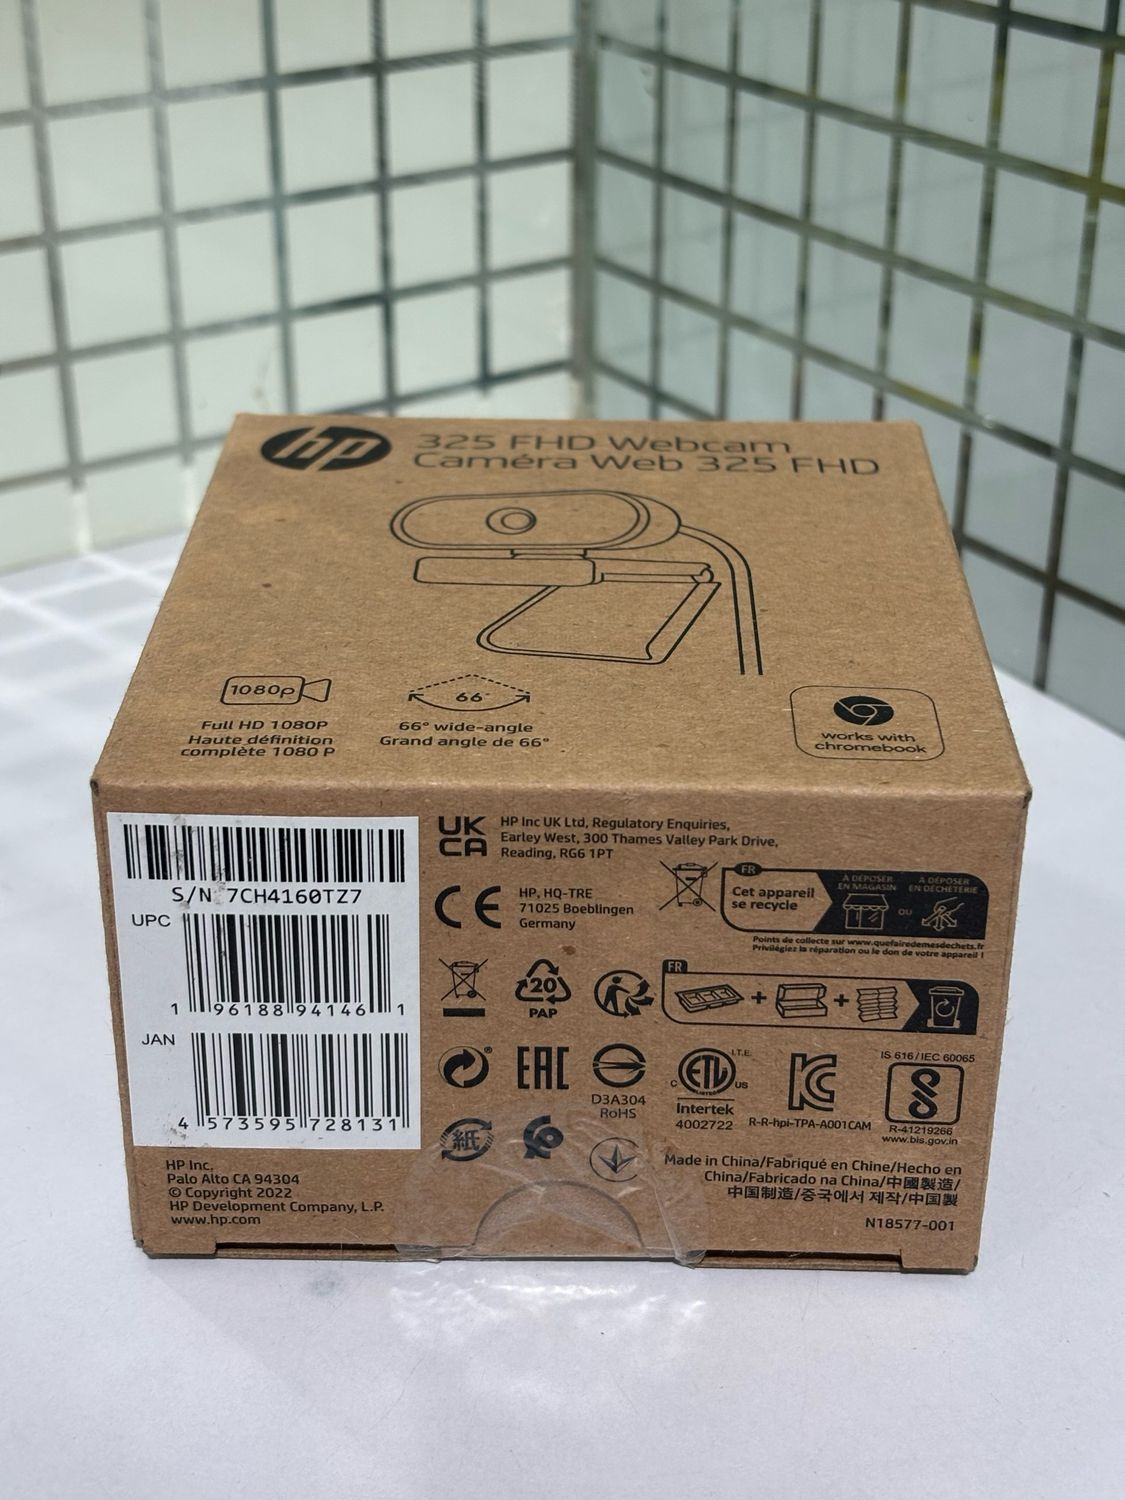 hp
325 FHD Webcam
Caméra Web 325 FHD
1080p
66°
Full HD 1080P
Haute définition
complète 1080 P
66° wide-angle
Grand angle de 66°
works with
chromebook
S/N 7CH4160TZ7
UPC
1 96188 94146 1
JAN
4 573595 728131
HP Inc.
Palo Alto CA 94304
© Copyright 2022
HP Development Company, L.P.
www.hp.com
UK
CA
HP Inc UK Ltd, Regulatory Enquiries,
Earley West, 300 Thames Valley Park Drive,
Reading, RG6 1PT
CE
HP, HQ-TRE
71025 Boeblingen
Germany
FR
Cet appareil
se recycle
À DÉPOSER
EN MAGASIN
OU
À DÉPOSER
EN DÉCHÈTERIE
Points de collecte sur www.quefairedemesdechets.fr
Privilégiez la réparation ou le don de votre appareil !
20
PAP
FR
+ +
EAC
D3A304
RoHS
ETL
I.T.E.
C US
LISTED
Intertek
4002722
KC
R-R-hpi-TPA-A001CAM
IS 616/IEC 60065
R-41219266
www.bis.gov.in
紙
Made in China/Fabriqué en Chine/Hecho en
China/Fabricado na China/中國製造/
中国制造/중국에서 제작/中国製
N18577-001